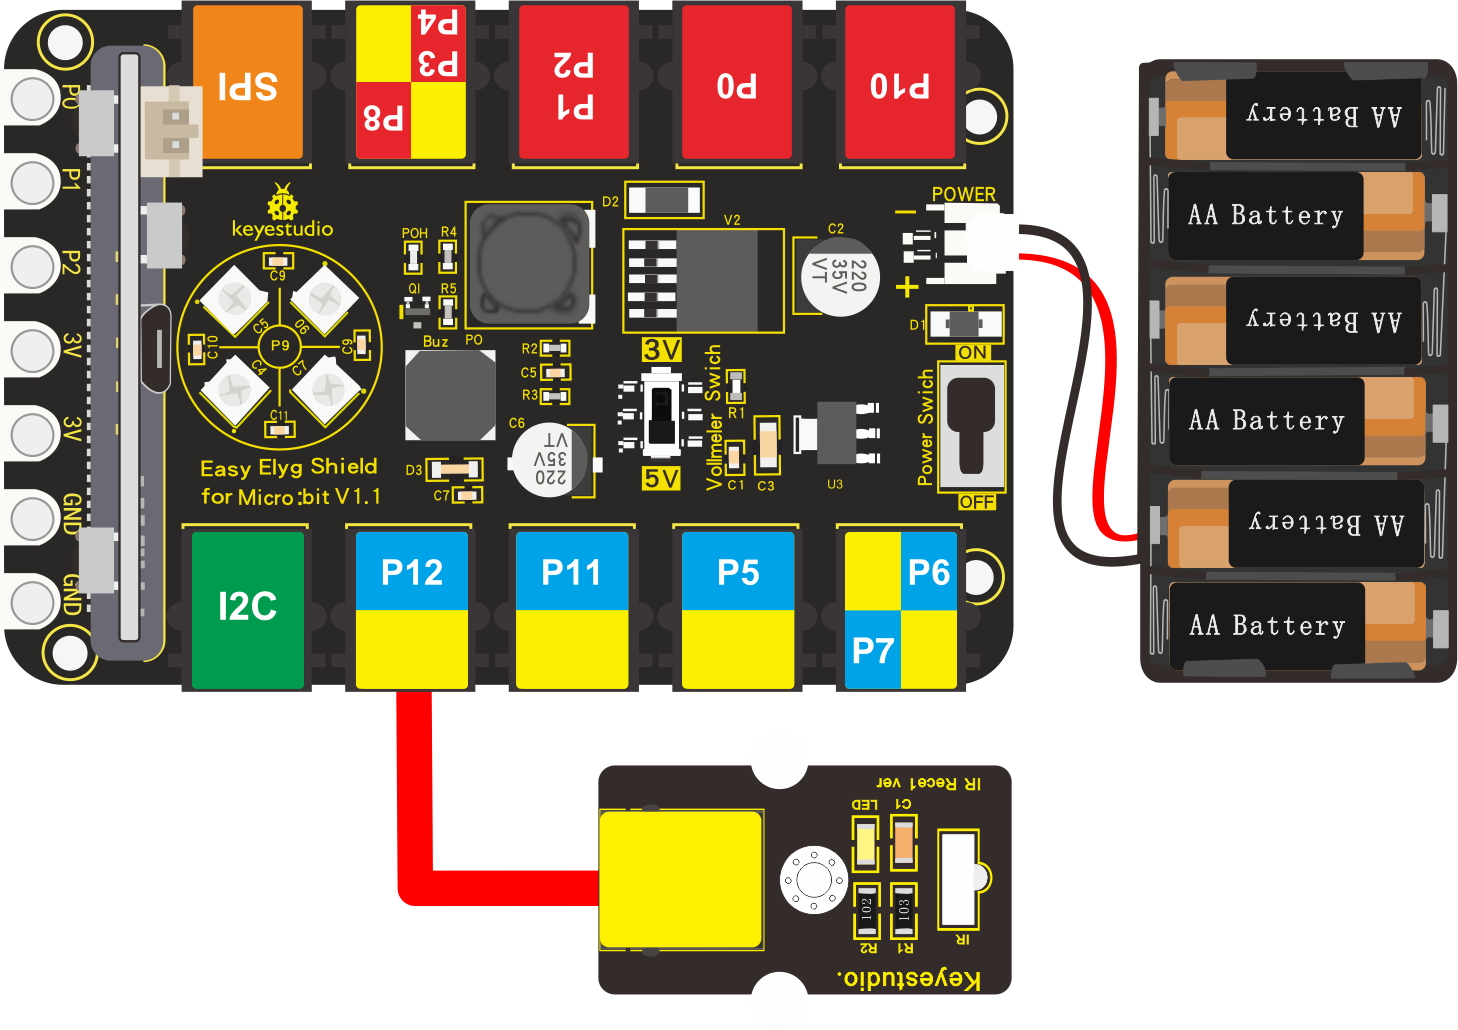 SPI
P4
P3
P8
P2
P1
P0
P10
P0
P1
P2
3V
3V
GND
GND
keyestudio
C9
C5
06
C10
P9
C9
C4
C7
C11
Easy Elyg Shield
for Micro:bit V1.1
POH
R4
QI
R5
Buz
PO
D2
V2
C2
220
35V
VT
POWER
−
+
D1
ON
Power Swich
OFF
R2
C5
R3
C6
220
35V
VT
D3
C7
3V
5V
Vollmeler Swich
R1
C1
C3
U3
I2C
P12
P11
P5
P6
P7
AA Battery
AA Battery
AA Battery
AA Battery
AA Battery
AA Battery
IR Rece1 ver
LED
C1
102
103
R2
R1
IR
Keyestudio.